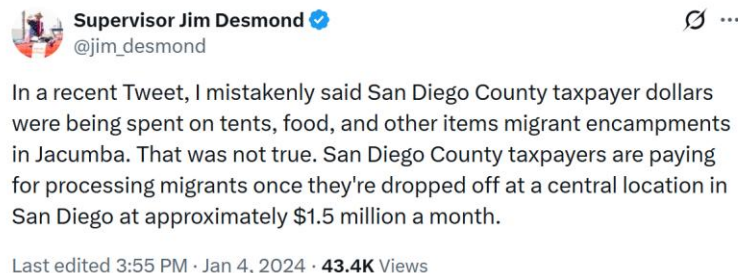 Supervisor Jim Desmond
@jim_desmond
In a recent Tweet, I mistakenly said San Diego County taxpayer dollars
were being spent on tents, food, and other items migrant encampments
in Jacumba. That was not true. San Diego County taxpayers are paying
for processing migrants once they're dropped off at a central location in
San Diego at approximately $1.5 million a month.
Last edited 3:55 PM · Jan 4, 2024 · 43.4K Views